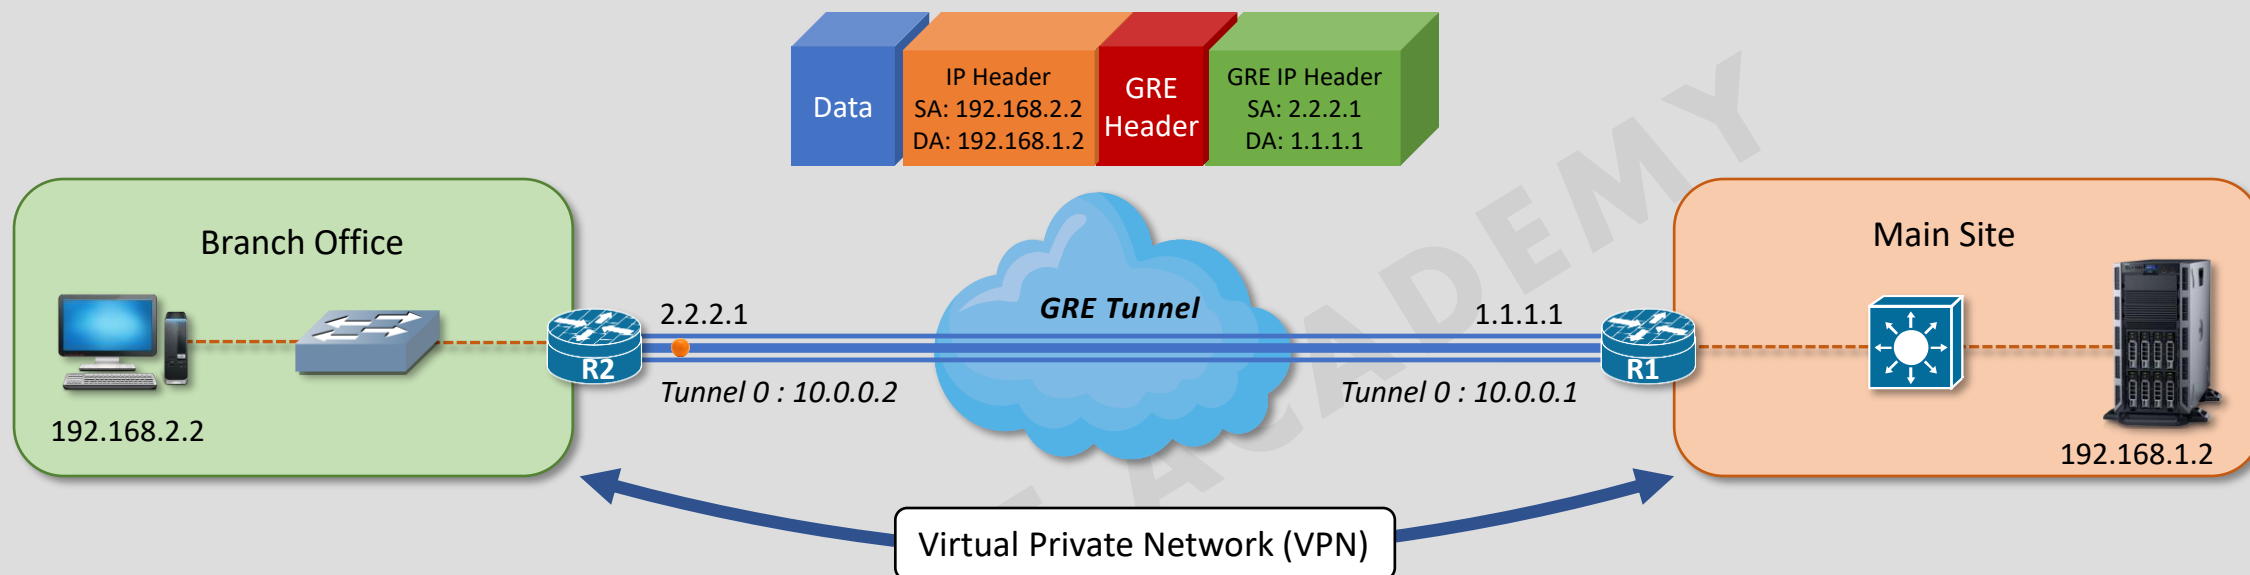 Data
IP Header
SA: 192.168.2.2
DA: 192.168.1.2
GRE
Header
GRE IP Header
SA: 2.2.2.1
DA: 1.1.1.1
Branch Office
Main Site
GRE Tunnel
2.2.2.1
1.1.1.1
R2
R1
Tunnel 0 : 10.0.0.2
Tunnel 0 : 10.0.0.1
192.168.2.2
192.168.1.2
Virtual Private Network (VPN)
ACADEMY